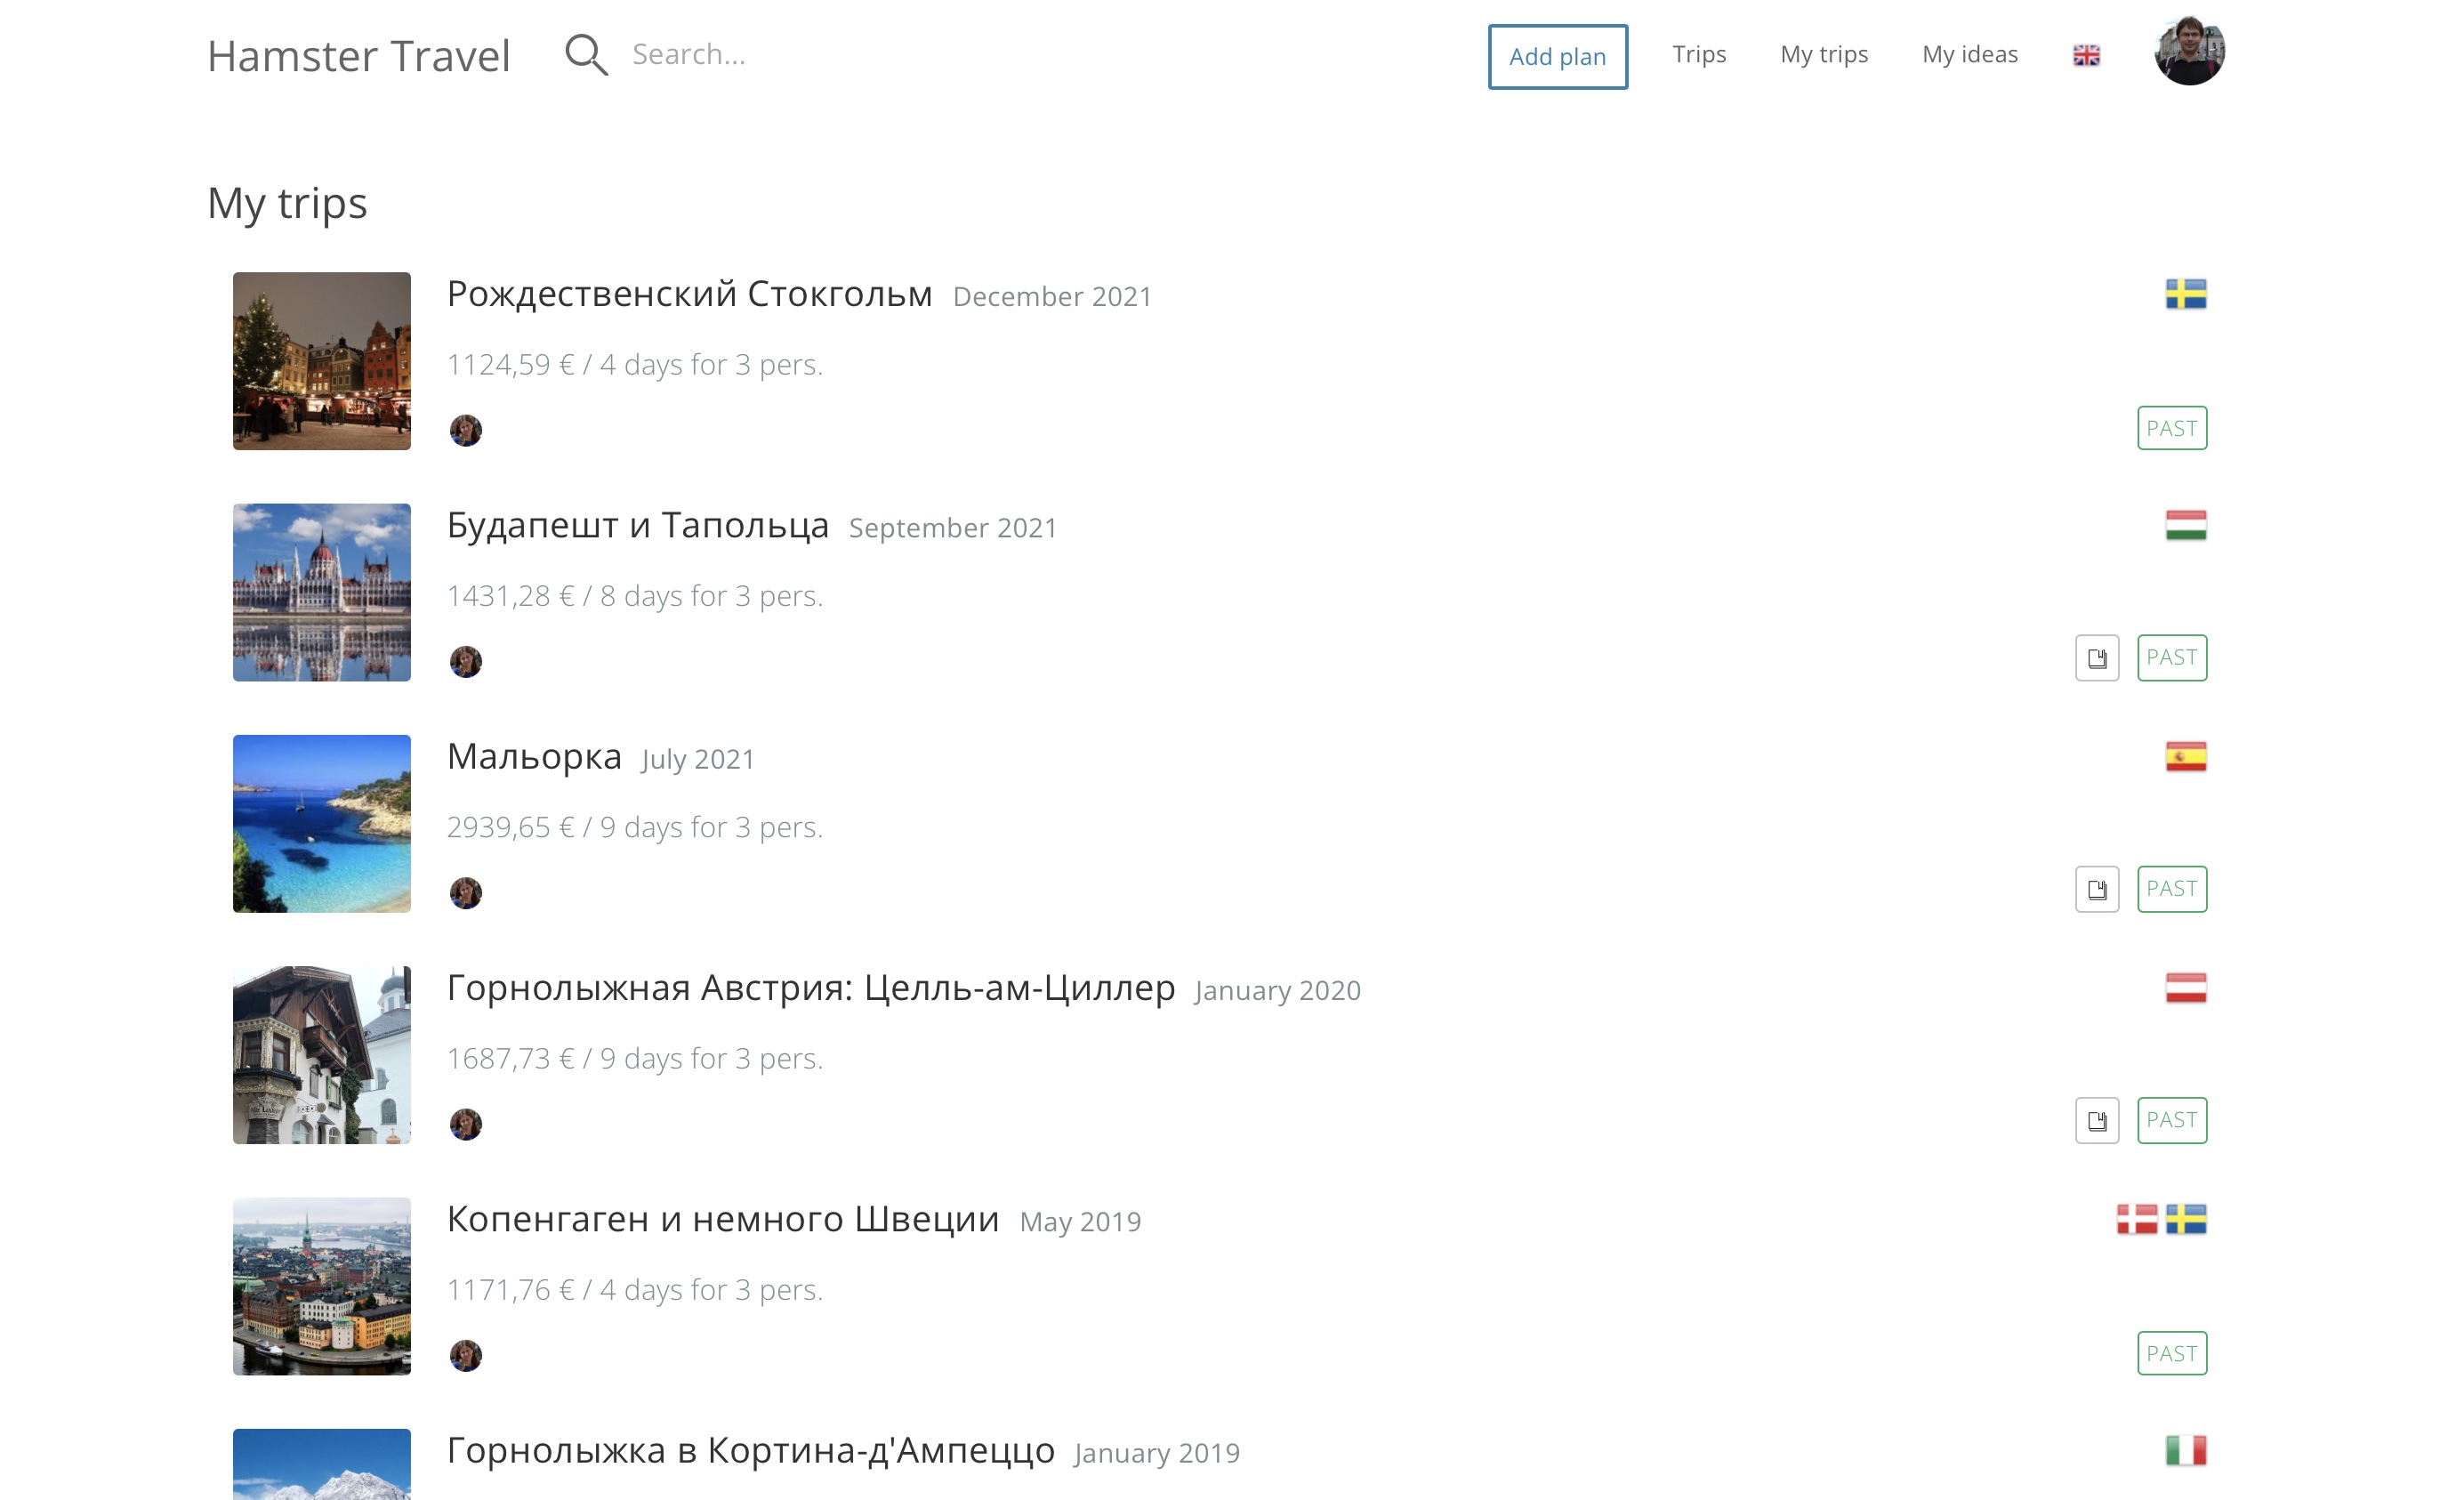 Hamster Travel Search... Add plan Trips My trips My ideas
My trips
Рождественский Стокгольм December 2021
1124,59 € / 4 days for 3 pers.
PAST
Будапешт и Тапольца September 2021
1431,28 € / 8 days for 3 pers.
PAST
Мальорка July 2021
2939,65 € / 9 days for 3 pers.
PAST
Горнолыжная Австрия: Целль-ам-Циллер January 2020
1687,73 € / 9 days for 3 pers.
PAST
Копенгаген и немного Швеции May 2019
1171,76 € / 4 days for 3 pers.
PAST
Горнолыжка в Кортина-д'Ампеццо January 2019